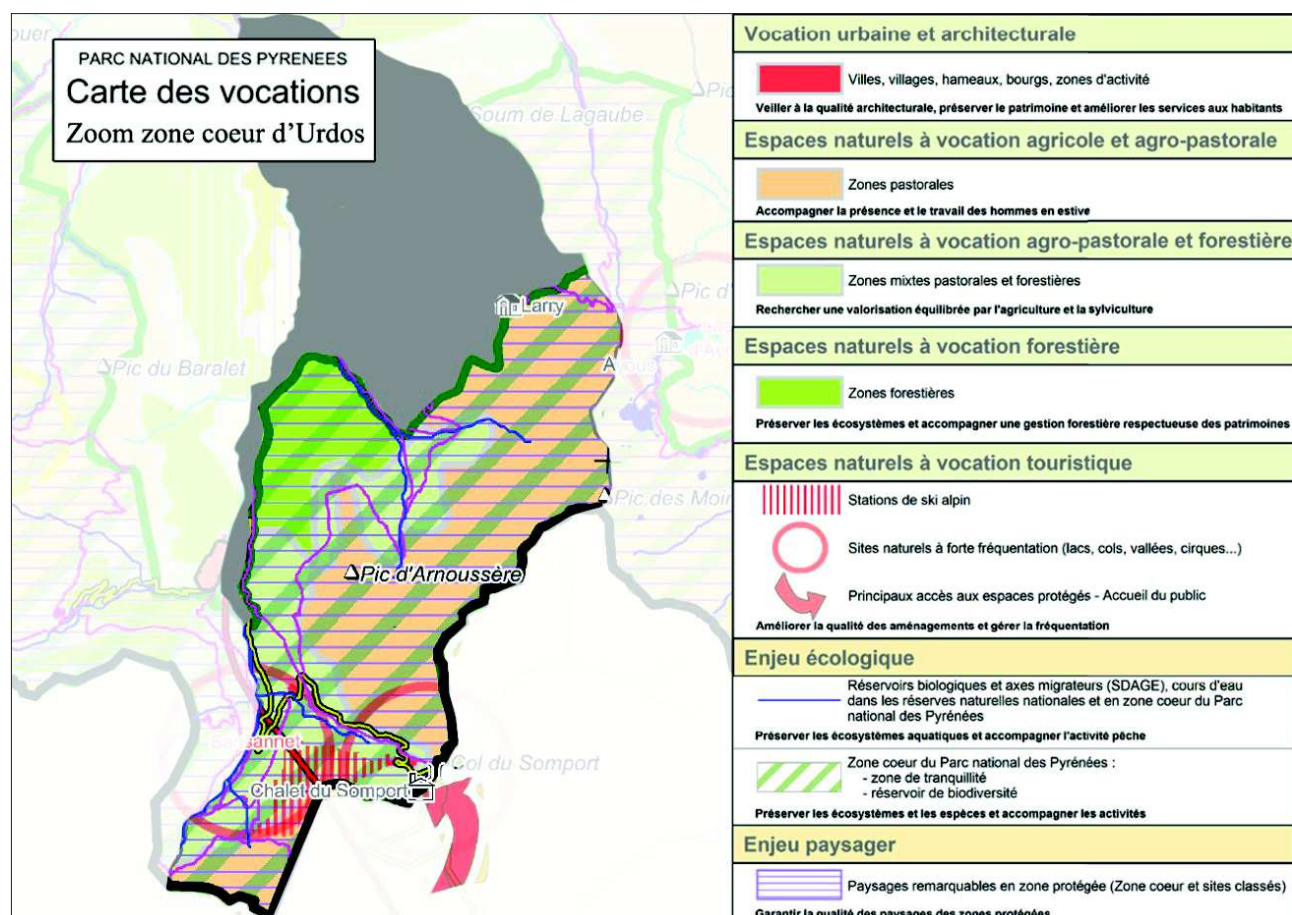 PARC NATIONAL DES PYRENEES
Carte des vocations
Zoom zone coeur d'Urdos
Soum de Lagaube
Larry
Pic du Baralet
Pic des Moin
Pic d'Arnoussère
Col du Somport
Chalet du Somport
Vocation urbaine et architecturale
Villes, villages, hameaux, bourgs, zones d'activité
Veiller à la qualité architecturale, préserver le patrimoine et améliorer les services aux habitants
Espaces naturels à vocation agricole et agro-pastorale
Zones pastorales
Accompagner la présence et le travail des hommes en estive
Espaces naturels à vocation agro-pastorale et forestière
Zones mixtes pastorales et forestières
Rechercher une valorisation équilibrée par l'agriculture et la sylviculture
Espaces naturels à vocation forestière
Zones forestières
Préserver les écosystèmes et accompagner une gestion forestière respectueuse des patrimoines
Espaces naturels à vocation touristique
Stations de ski alpin
Sites naturels à forte fréquentation (lacs, cols, vallées, cirques...)
Principaux accès aux espaces protégés - Accueil du public
Améliorer la qualité des aménagements et gérer la fréquentation
Enjeu écologique
Réservoirs biologiques et axes migrateurs (SDAGE), cours d'eau
dans les réserves naturelles nationales et en zone coeur du Parc
national des Pyrénées
Préserver les écosystèmes aquatiques et accompagner l'activité pêche
Zone coeur du Parc national des Pyrénées :
- zone de tranquillité
- réservoir de biodiversité
Préserver les écosystèmes et les espèces et accompagner les activités
Enjeu paysager
Paysages remarquables en zone protégée (Zone coeur et sites classés)
Garantir la qualité des paysages des zones protégées